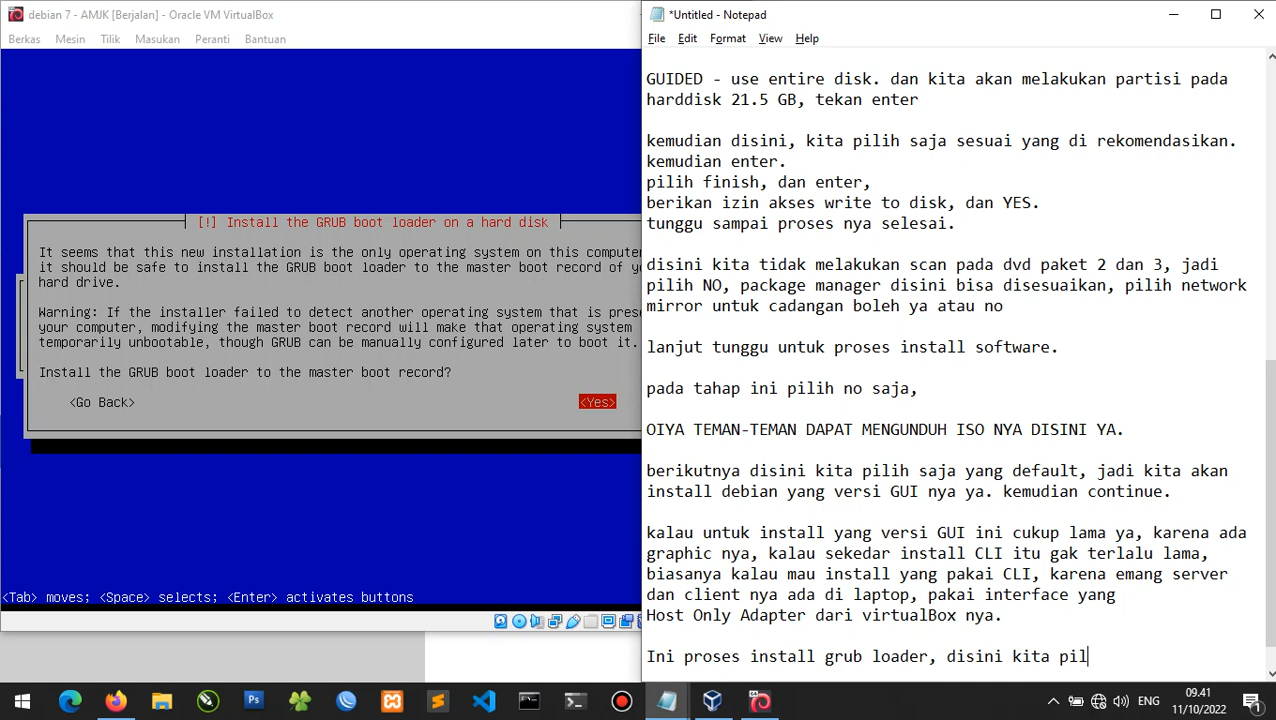 debian 7 - AMJK [Berjalan] - Oracle VM VirtualBox
Berkas Mesin Tilik Masukan Peranti Bantuan
[!] Install the GRUB boot loader on a hard disk
It seems that this new installation is the only operating system on this computer
it should be safe to install the GRUB boot loader to the master boot record of yo
hard drive.
Warning: If the installer failed to detect another operating system that is prese
your computer, modifying the master boot record will make that operating system
temporarily unbootable, though GRUB can be manually configured later to boot it.
Install the GRUB boot loader to the master boot record?
<Go Back> <Yes>
<Tab> moves; <Space> selects; <Enter> activates buttons
*Untitled - Notepad
File Edit Format View Help
GUIDED - use entire disk. dan kita akan melakukan partisi pada
harddisk 21.5 GB, tekan enter
kemudian disini, kita pilih saja sesuai yang di rekomendasikan.
kemudian enter.
pilih finish, dan enter,
berikan izin akses write to disk, dan YES.
tunggu sampai proses nya selesai.
disini kita tidak melakukan scan pada dvd paket 2 dan 3, jadi
pilih NO, package manager disini bisa disesuaikan, pilih network
mirror untuk cadangan boleh ya atau no
lanjut tunggu untuk proses install software.
pada tahap ini pilih no saja,
OIYA TEMAN-TEMAN DAPAT MENGUNDUH ISO NYA DISINI YA.
berikutnya disini kita pilih saja yang default, jadi kita akan
install debian yang versi GUI nya ya. kemudian continue.
kalau untuk install yang versi GUI ini cukup lama ya, karena ada
graphic nya, kalau sekedar install CLI itu gak terlalu lama,
biasanya kalau mau install yang pakai CLI, karena emang server
dan client nya ada di laptop, pakai interface yang
Host Only Adapter dari virtualBox nya.
Ini proses install grub loader, disini kita pil
ENG
09.41
11/10/2022
1